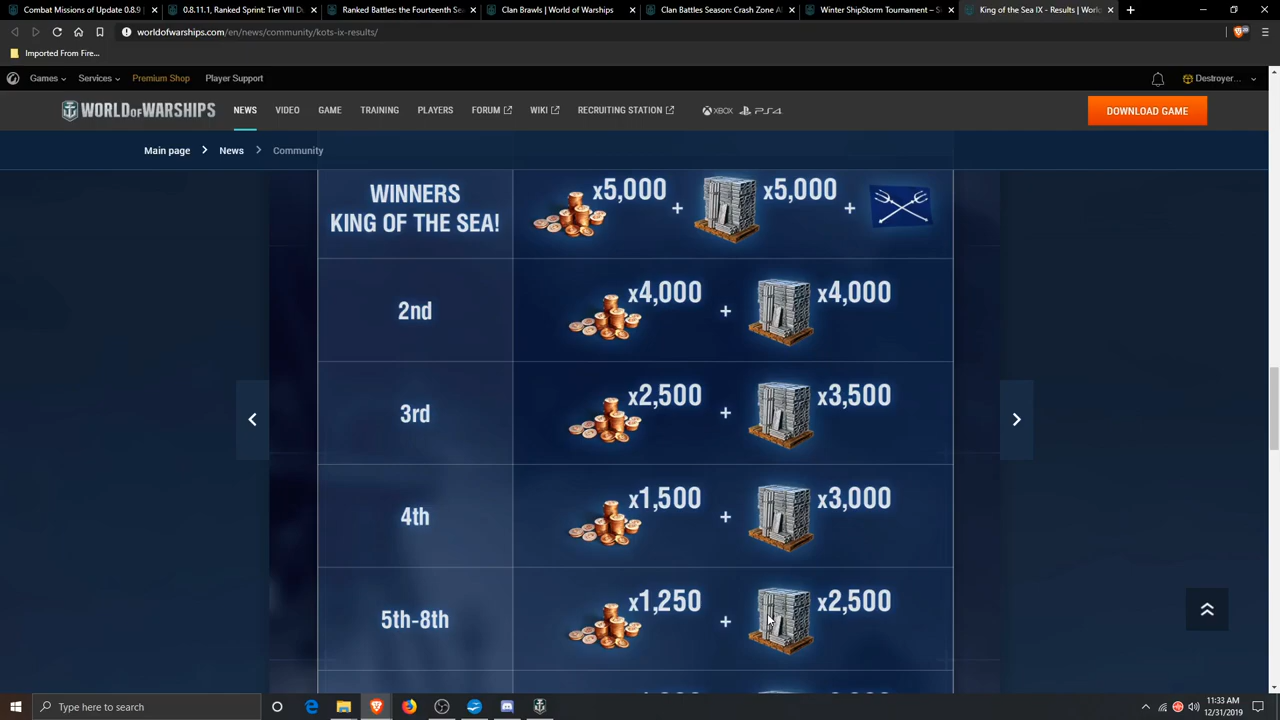 Combat Missions of Update 0.8.9 |
0.8.11.1, Ranked Sprint: Tier VIII Du
Ranked Battles: the Fourteenth Se
Clan Brawls | World of Warships
Clan Battles Season: Crash Zone Al
Winter ShipStorm Tournament – S
King of the Sea IX - Results | World
worldofwarships.com/en/news/community/kots-ix-results/
Imported From Fire...
Games
Services
Premium Shop
Player Support
Destroyer...
WORLD OF WARSHIPS
NEWS
VIDEO
GAME
TRAINING
PLAYERS
FORUM
WIKI
RECRUITING STATION
XBOX
PS4
DOWNLOAD GAME
Main page
News
Community
WINNERS
KING OF THE SEA!
x5,000 + x5,000 +
2nd
x4,000 + x4,000
3rd
x2,500 + x3,500
4th
x1,500 + x3,000
5th-8th
x1,250 + x2,500
Type here to search
11:33 AM
12/31/2019